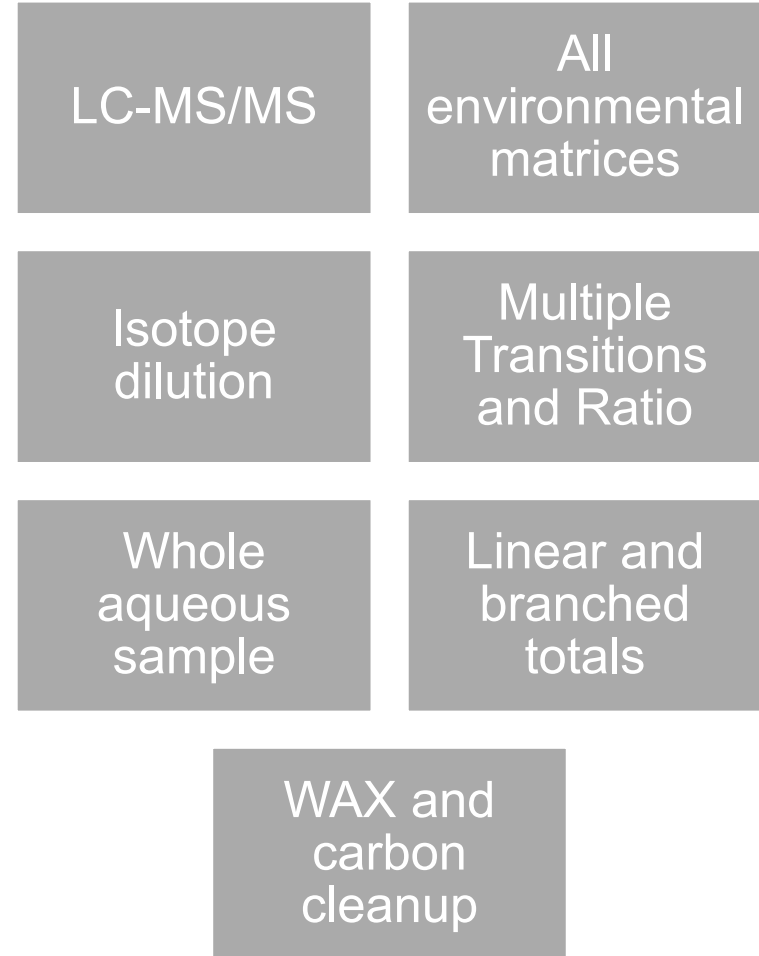 LC-MS/MS
All
environmental
matrices
Isotope
dilution
Multiple
Transitions
and Ratio
Whole
aqueous
sample
Linear and
branched
totals
WAX and
carbon
cleanup